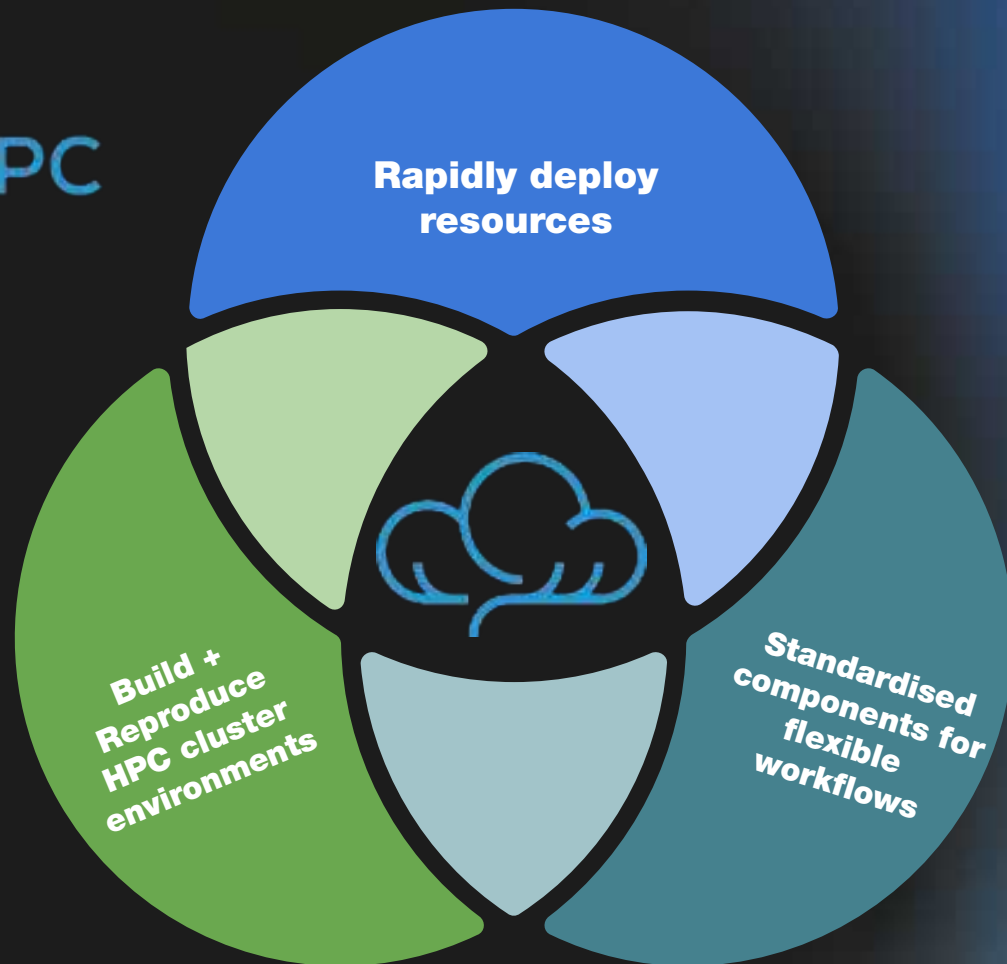 PC
Rapidly deploy
resources
Build +
Reproduce
HPC cluster
environments
Standardised
components for
flexible
workflows